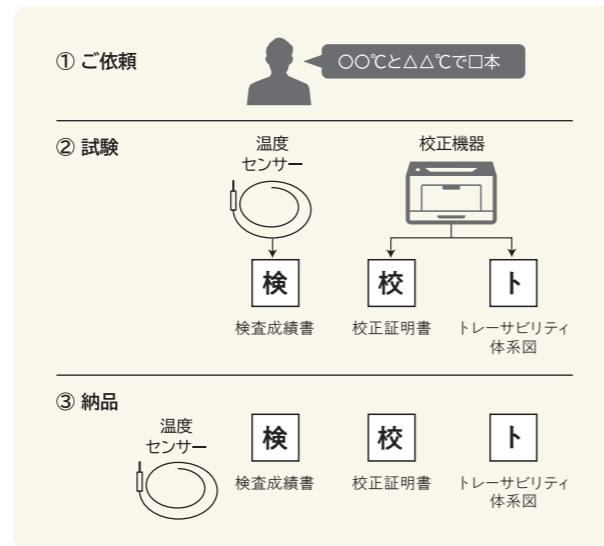 ① ご依頼
〇〇℃と△△℃で□本
② 試験
温度
センサー
校正機器
検
校
ト
検査成績書
校正証明書
トレーサビリティ
体系図
③ 納品
温度
センサー
検
校
ト
検査成績書
校正証明書
トレーサビリティ
体系図